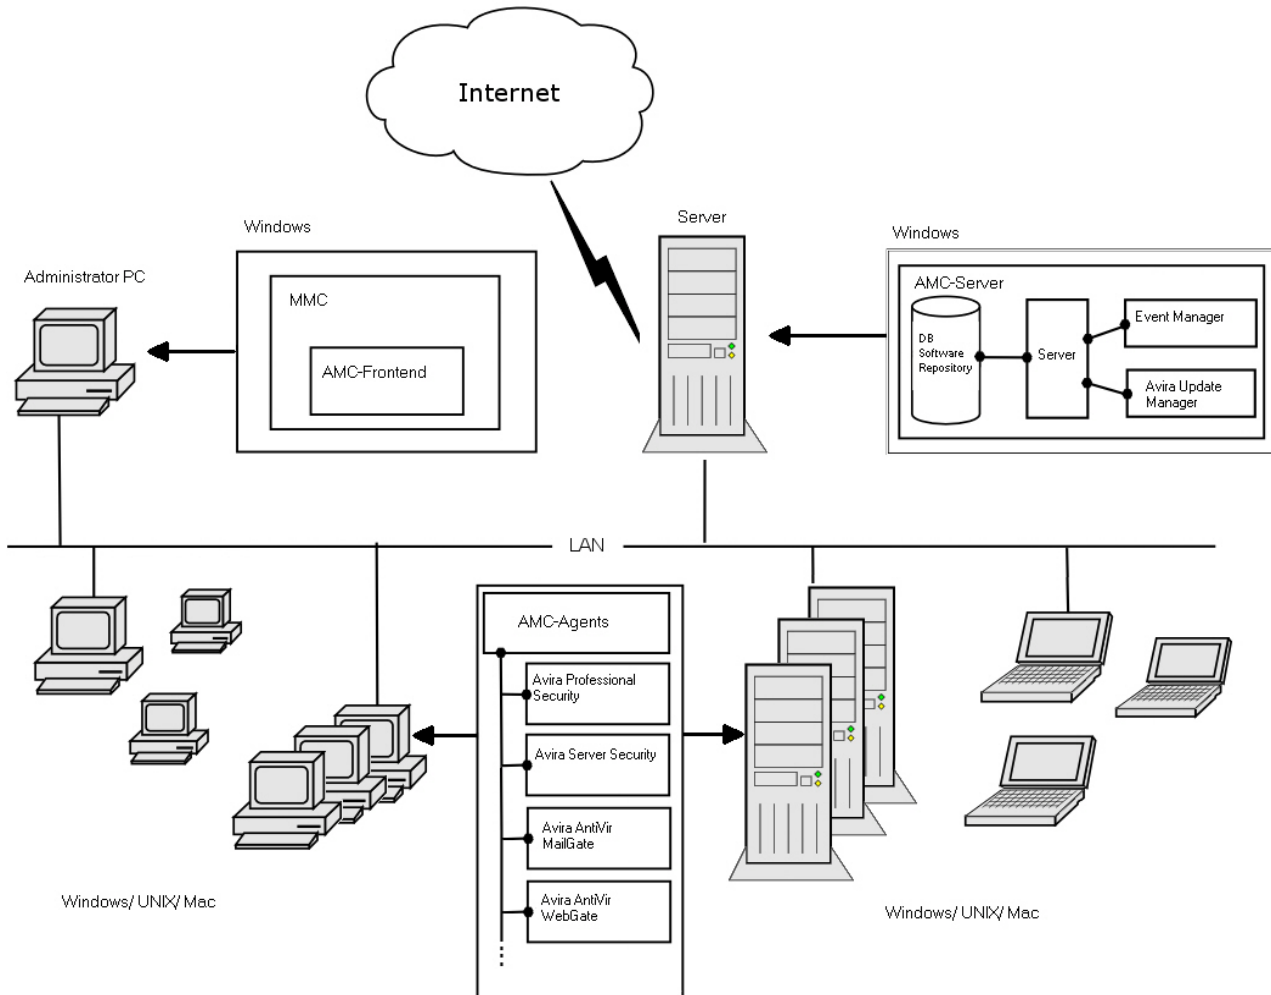 Internet
Windows
Server
Windows
Administrator PC
MMC
AMC-Frontend
AMC-Server
DB
Software
Repository
Server
Event Manager
Avira Update
Manager
LAN
AMC-Agents
Avira Professional
Security
Avira Server Security
Avira AntiVir
MailGate
Avira AntiVir
WebGate
Windows/ UNIX/ Mac
Windows/ UNIX/ Mac